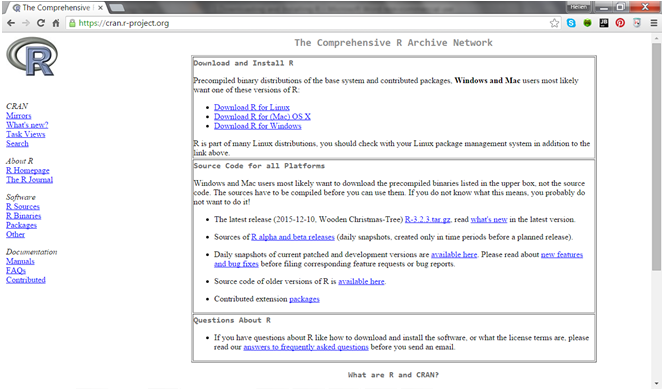 The Comprehensive
Helen
https://cran.r-project.org
R
CRAN
Mirrors
What's new?
Task Views
Search
About R
R Homepage
The R Journal
Software
R Sources
R Binaries
Packages
Other
Documentation
Manuals
FAQs
Contributed
The Comprehensive R Archive Network
Download and Install R
Precompiled binary distributions of the base system and contributed packages, Windows and Mac users most likely
want one of these versions of R:
Download R for Linux
Download R for (Mac) OS X
Download R for Windows
R is part of many Linux distributions, you should check with your Linux package management system in addition to the
link above.
Source Code for all Platforms
Windows and Mac users most likely want to download the precompiled binaries listed in the upper box, not the source
code. The sources have to be compiled before you can use them. If you do not know what this means, you probably do
not want to do it!
The latest release (2015-12-10, Wooden Christmas-Tree) R-3.2.3.tar.gz, read what's new in the latest version.
Sources of R alpha and beta releases (daily snapshots, created only in time periods before a planned release).
Daily snapshots of current patched and development versions are available here. Please read about new features
and bug fixes before filing corresponding feature requests or bug reports.
Source code of older versions of R is available here.
Contributed extension packages
Questions About R
If you have questions about R like how to download and install the software, or what the license terms are, please
read our answers to frequently asked questions before you send an email.
What are R and CRAN?